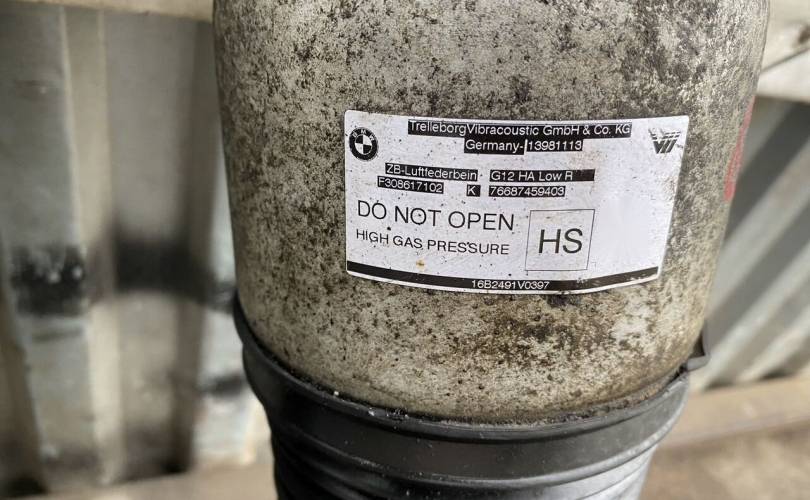 TrelleborgVibracoustic GmbH & Co. KG
Germany- 13981113
ZB-Luftfederbein G12 HA Low R
F308617102 K 76687459403
DO NOT OPEN
HIGH GAS PRESSURE
HS
16B2491V0397